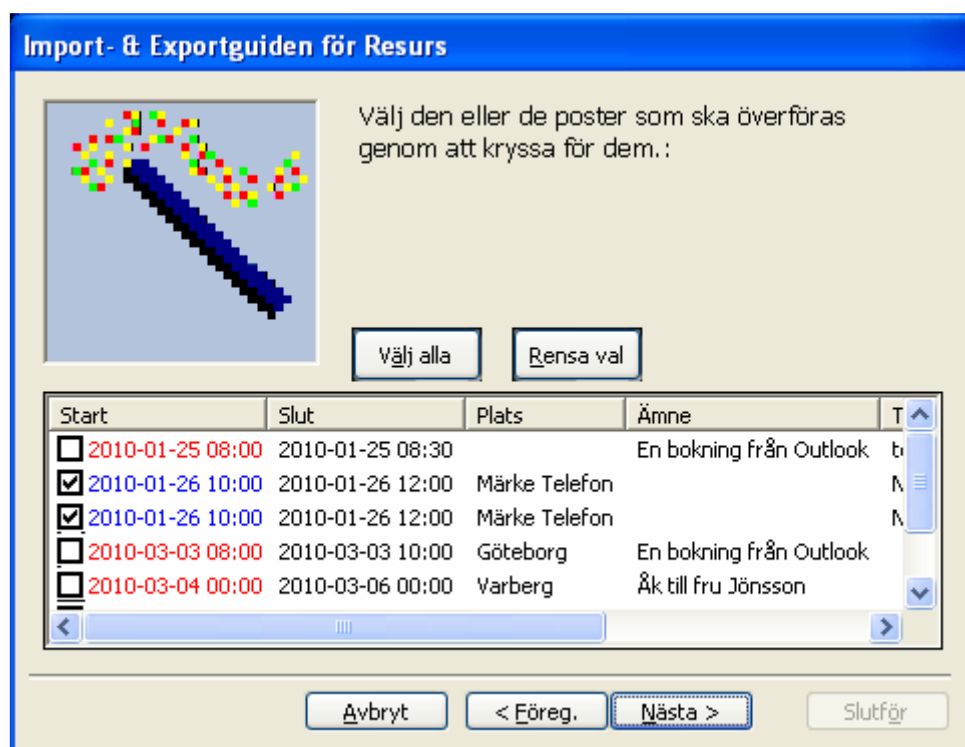 Import- & Exportguiden för Resurs
Välj den eller de poster som ska överföras
genom att kryssa för dem.:
Välj alla Rensa val
Start Slut Plats Ämne
2010-01-25 08:00 2010-01-25 08:30 En bokning från Outlook
2010-01-26 10:00 2010-01-26 12:00 Märke Telefon
2010-01-26 10:00 2010-01-26 12:00 Märke Telefon
2010-03-03 08:00 2010-03-03 10:00 Göteborg En bokning från Outlook
2010-03-04 00:00 2010-03-06 00:00 Varberg Åk till fru Jönsson
Avbryt < Föreg. Nästa > Slutför